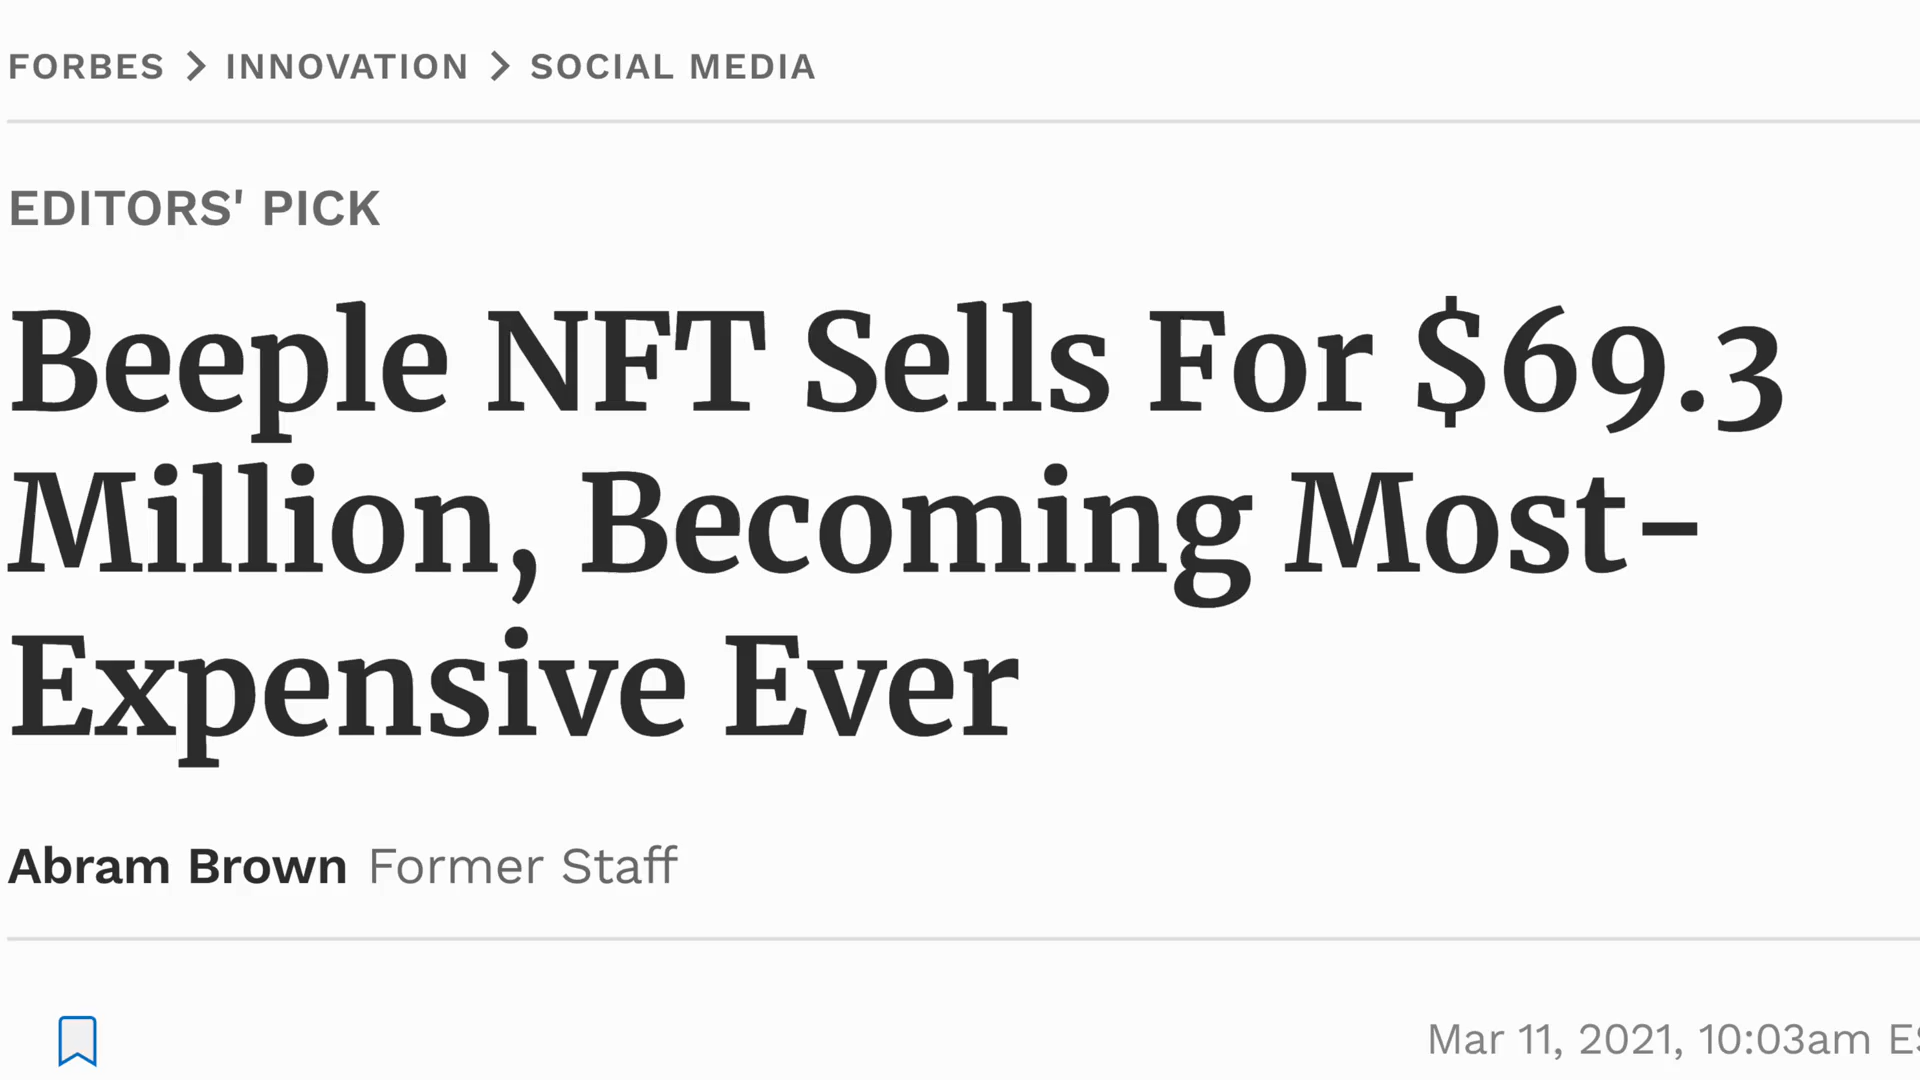 FORBES > INNOVATION > SOCIAL MEDIA
EDITORS' PICK
Beeple NFT Sells For $69.3
Million, Becoming Most-
Expensive Ever
Abram Brown Former Staff
Mar 11, 2021, 10:03am